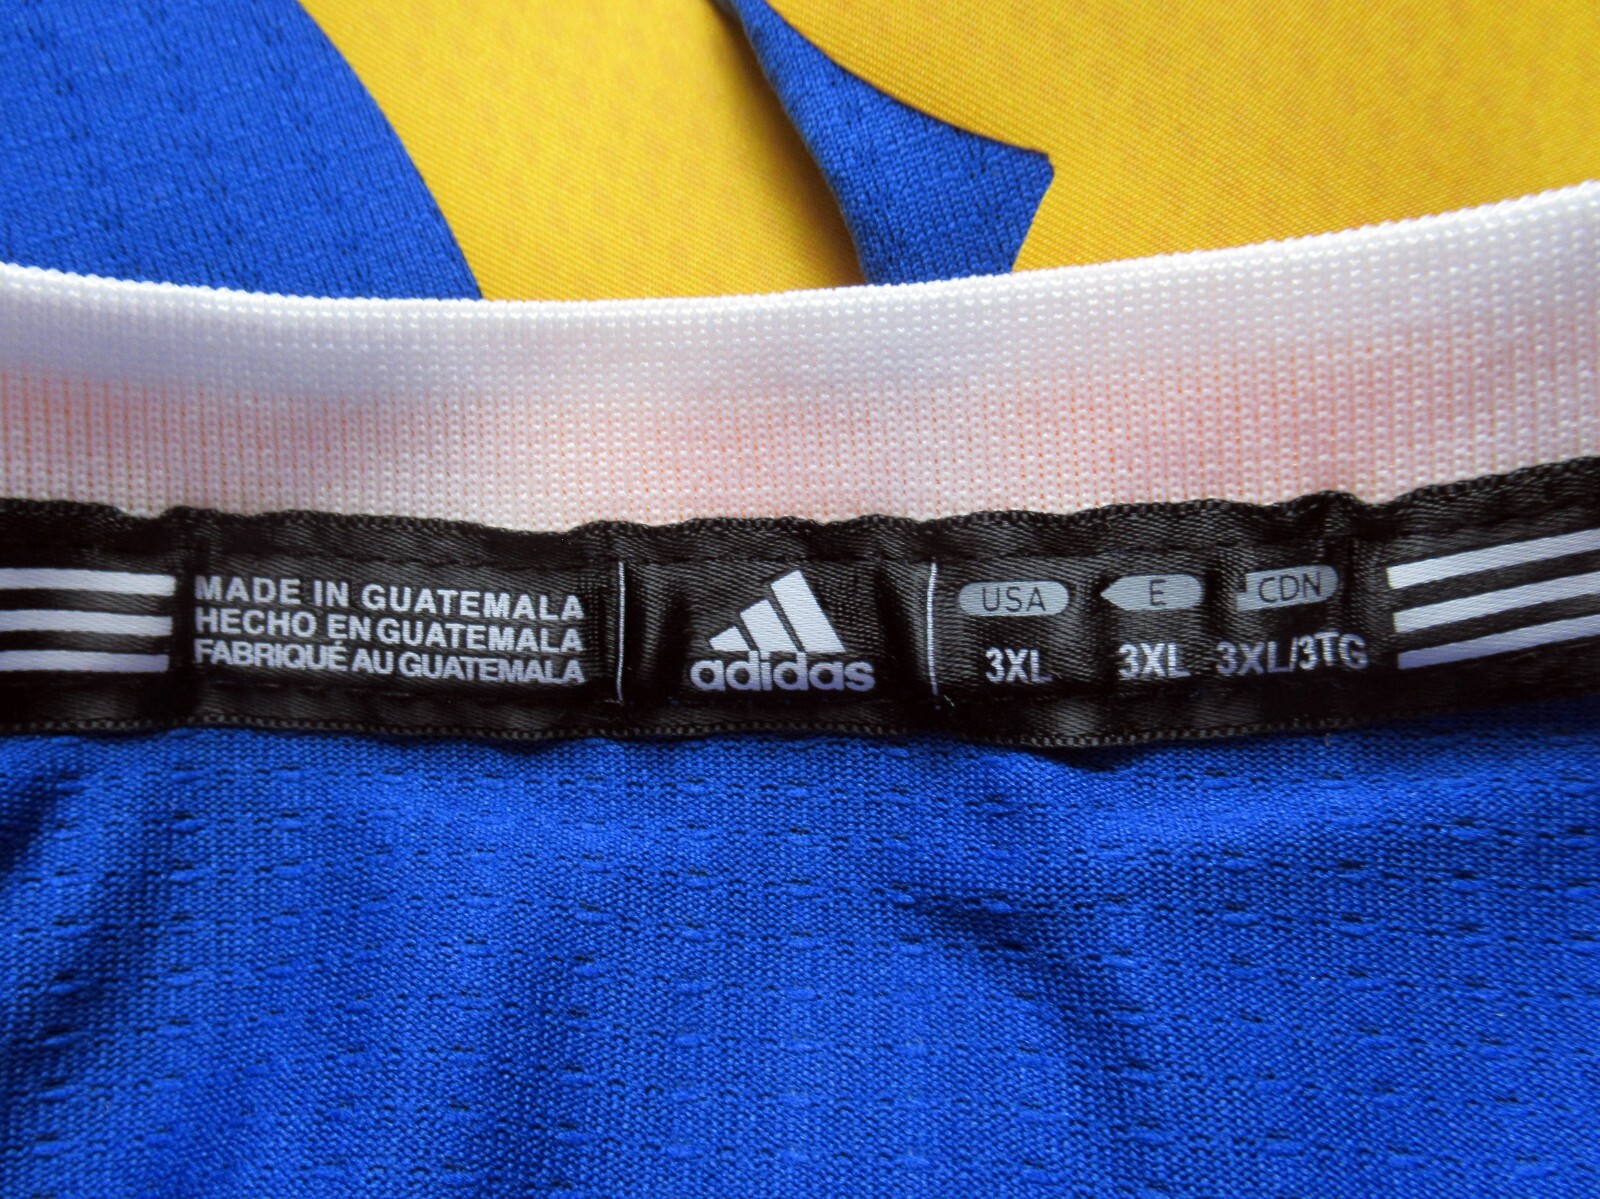 MADE IN GUATEMALA
HECHO EN GUATEMALA
FABRIQUÉ AU GUATEMALA
adidas
USA E CDN
3XL 3XL 3XL/3TG